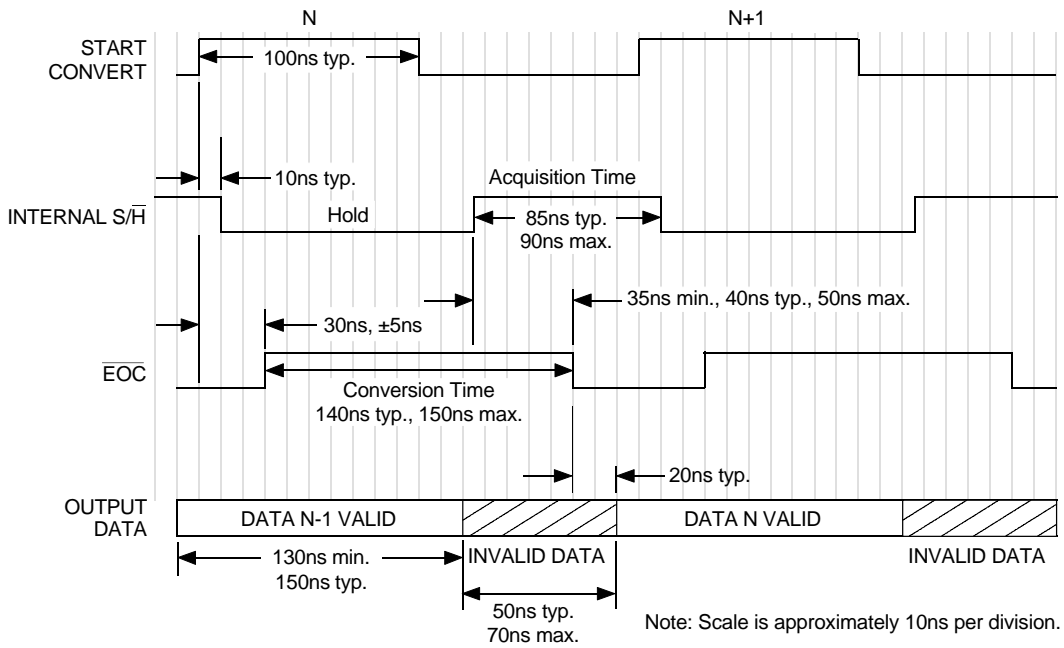 N
N+1
START
CONVERT
100ns typ.
10ns typ.
Acquisition Time
INTERNAL S/H̅
Hold
85ns typ.
90ns max.
35ns min., 40ns typ., 50ns max.
30ns, ±5ns
E̅O̅C̅
Conversion Time
140ns typ., 150ns max.
20ns typ.
OUTPUT
DATA
DATA N-1 VALID
DATA N VALID
130ns min.
150ns typ.
INVALID DATA
INVALID DATA
50ns typ.
70ns max.
Note: Scale is approximately 10ns per division.